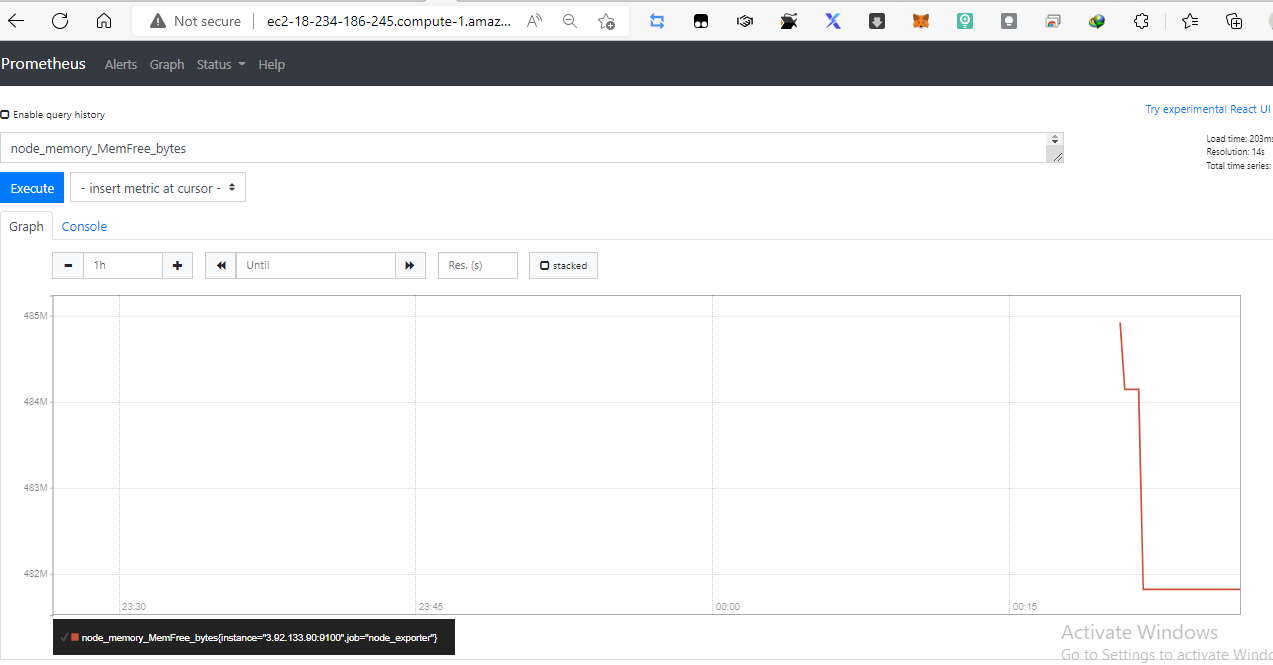 Not secure ec2-18-234-186-245.compute-1.amaz...
Prometheus Alerts Graph Status Help
Enable query history
Try experimental React UI
node_memory_MemFree_bytes
Load time: 203ms
Resolution: 14s
Total time series:
Execute - insert metric at cursor -
Graph Console
1h Until Res. (s) stacked
485M
484M
483M
482M
23:30 23:45 00:00 00:15
node_memory_MemFree_bytes{instance="3.92.133.90:9100",job="node_exporter"}
Activate Windows
Go to Settings to activate Windo